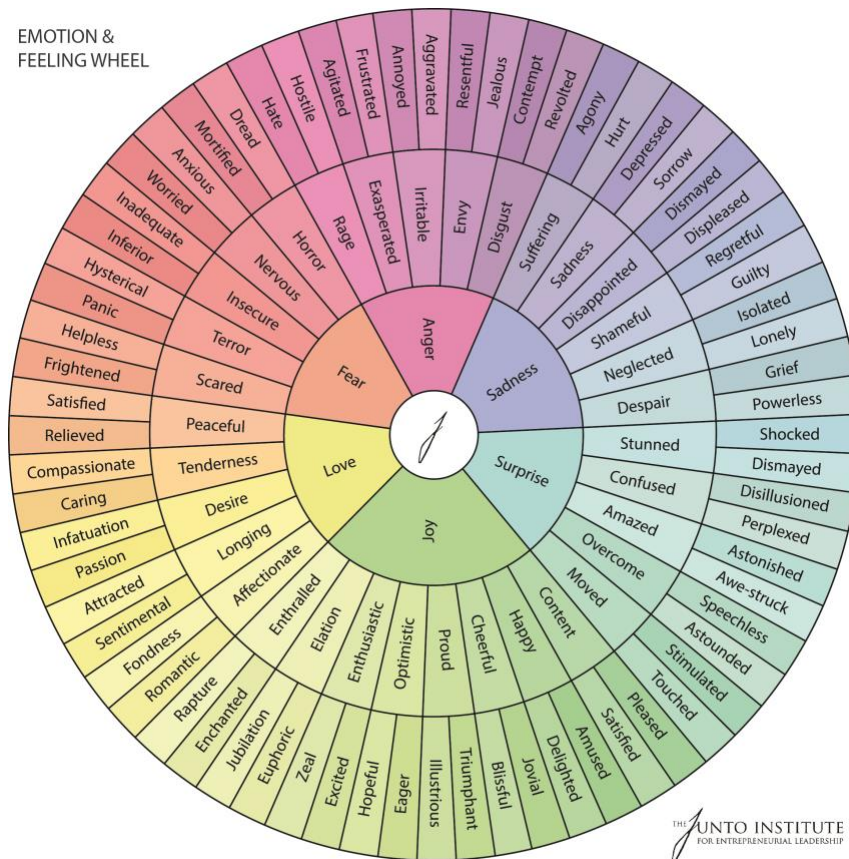 EMOTION &
FEELING WHEEL
Anger
Sadness
Surprise
Joy
Love
Fear
Rage
Exasperated
Irritable
Envy
Disgust
Suffering
Sadness
Disappointed
Shameful
Neglected
Despair
Stunned
Confused
Amazed
Overcome
Moved
Content
Happy
Cheerful
Proud
Optimistic
Enthusiastic
Elation
Enthralled
Affectionate
Longing
Desire
Tenderness
Peaceful
Scared
Terror
Insecure
Nervous
Horror
Hate
Hostile
Agitated
Frustrated
Annoyed
Aggravated
Resentful
Jealous
Contempt
Revolted
Agony
Hurt
Depressed
Sorrow
Dismayed
Displeased
Regretful
Guilty
Isolated
Lonely
Grief
Powerless
Shocked
Dismayed
Disillusioned
Perplexed
Astonished
Awe-struck
Speechless
Astounded
Stimulated
Touched
Pleased
Satisfied
Amused
Delighted
Jovial
Blissful
Triumphant
Illustrious
Eager
Hopeful
Excited
Zeal
Euphoric
Jubilation
Enchanted
Rapture
Romantic
Fondness
Sentimental
Attracted
Passion
Infatuation
Caring
Compassionate
Relieved
Satisfied
Frightened
Helpless
Panic
Hysterical
Inferior
Inadequate
Worried
Anxious
Mortified
Dread
THE JUNTO INSTITUTE
FOR ENTREPRENEURIAL LEADERSHIP